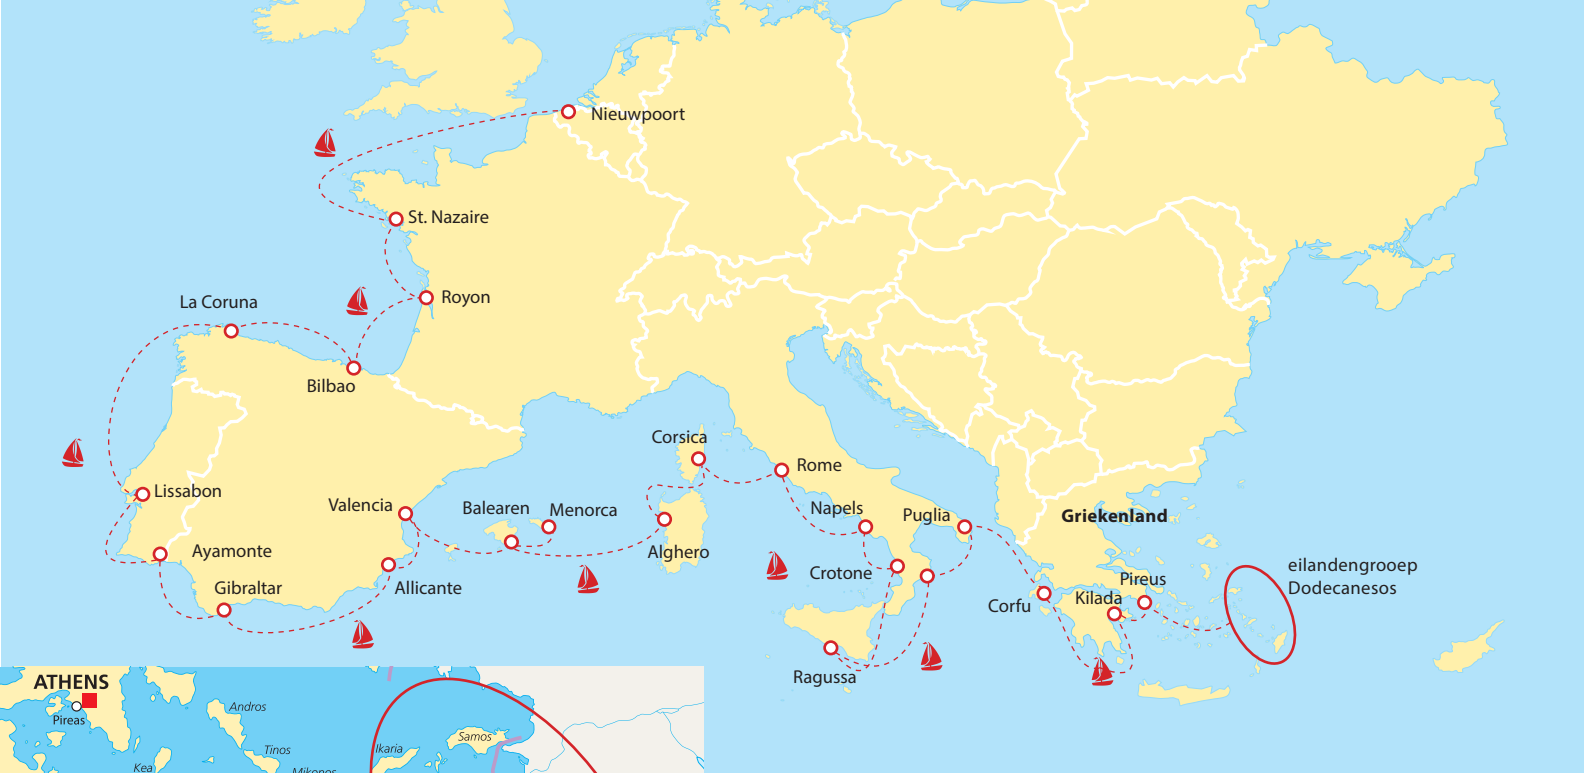 Nieuwpoort
St. Nazaire
Royon
La Coruna
Bilbao
Corsica
Rome
Lissabon
Valencia
Balearen
Menorca
Napels
Puglia
Griekenland
Ayamonte
Alghero
Gibraltar
Allicante
Crotone
Corfu
Kilada
Pireus
eilandengrooep
Dodecanesos
Ragussa
ATHENS
Pireas
Andros
Tinos
Ikaria
Samos
Kea
Mikonos